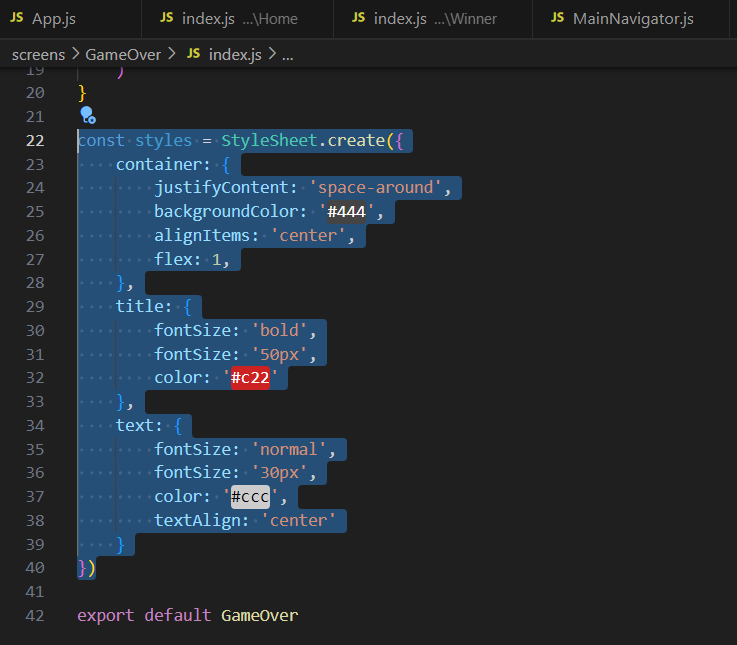 JS App.js JS index.js ...\Home JS index.js ...\Winner JS MainNavigator.js
screens > GameOver > JS index.js > ...
19 )
20 }
21
22 const styles = StyleSheet.create({
23 container: {
24 justifyContent: 'space-around',
25 backgroundColor: '#444',
26 alignItems: 'center',
27 flex: 1,
28 },
29 title: {
30 fontSize: 'bold',
31 fontSize: '50px',
32 color: '#c22'
33 },
34 text: {
35 fontSize: 'normal',
36 fontSize: '30px',
37 color: '#ccc',
38 textAlign: 'center'
39 }
40 })
41
42 export default GameOver